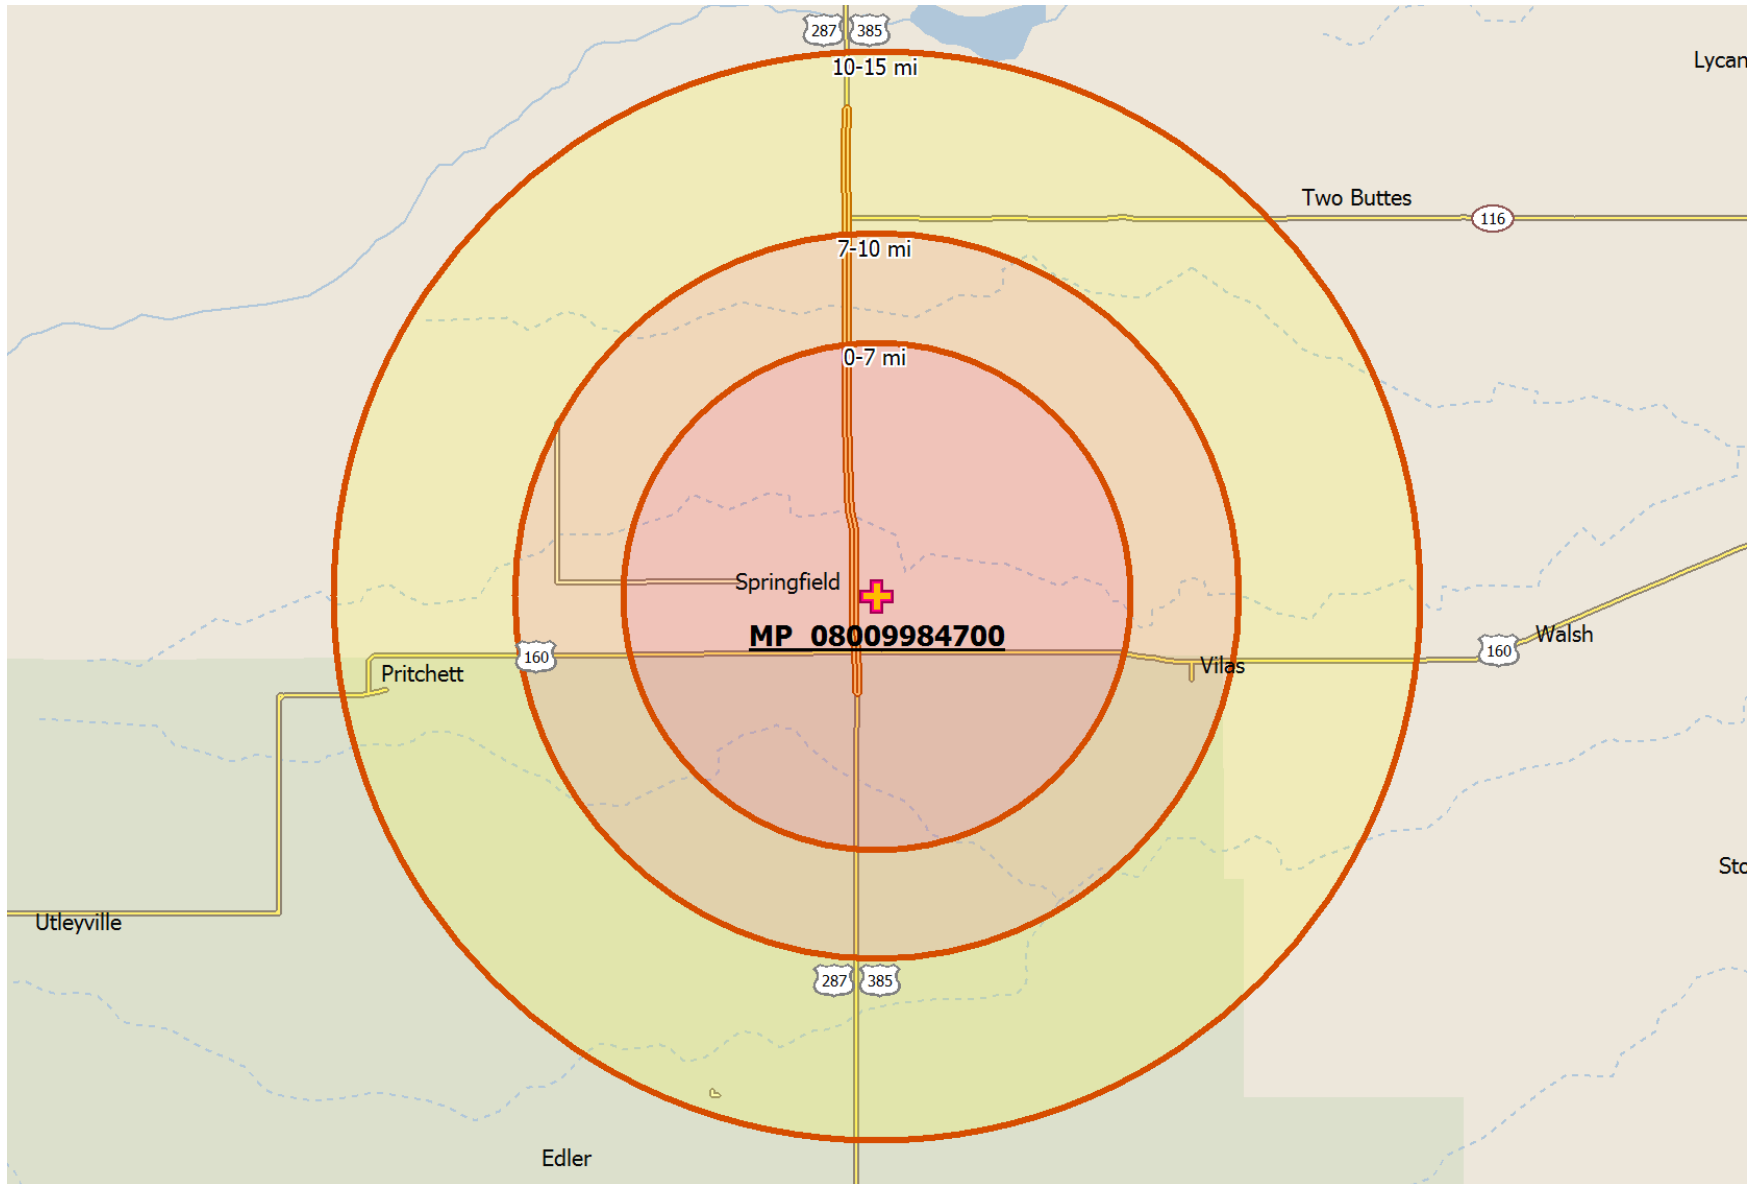 287
385
Lycan
10-15 mi
Two Buttes
116
7-10 mi
0-7 mi
Springfield
MP_08009984700
160
Pritchett
Vilas
160
Walsh
Sto
Utleyville
287
385
Edler